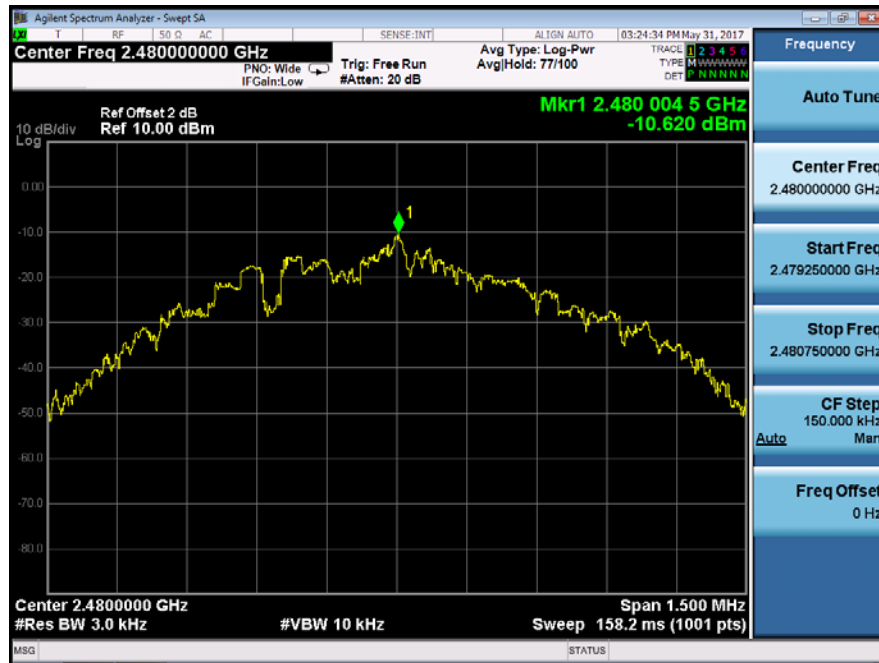 Agilent Spectrum Analyzer - Swept SA
LXI T RF 50 Ω AC SENSE:INT ALIGN AUTO 03:24:34 PM May 31, 2017
Center Freq 2.480000000 GHz
PNO: Wide
IFGain:Low
Trig: Free Run
#Atten: 20 dB
Avg Type: Log-Pwr
Avg|Hold: 77/100
TRACE 1 2 3 4 5 6
TYPE M WWWWW
DET P N N N N N
Mkr1 2.480 004 5 GHz
-10.620 dBm
Ref Offset 2 dB
10 dB/div Ref 10.00 dBm
Log
1
0.00
-10.0
-20.0
-30.0
-40.0
-50.0
-60.0
-70.0
-80.0
Center 2.4800000 GHz Span 1.500 MHz
#Res BW 3.0 kHz #VBW 10 kHz Sweep 158.2 ms (1001 pts)
MSG STATUS
Frequency
Auto Tune
Center Freq
2.480000000 GHz
Start Freq
2.479250000 GHz
Stop Freq
2.480750000 GHz
CF Step
150.000 kHz
Auto Man
Freq Offset
0 Hz